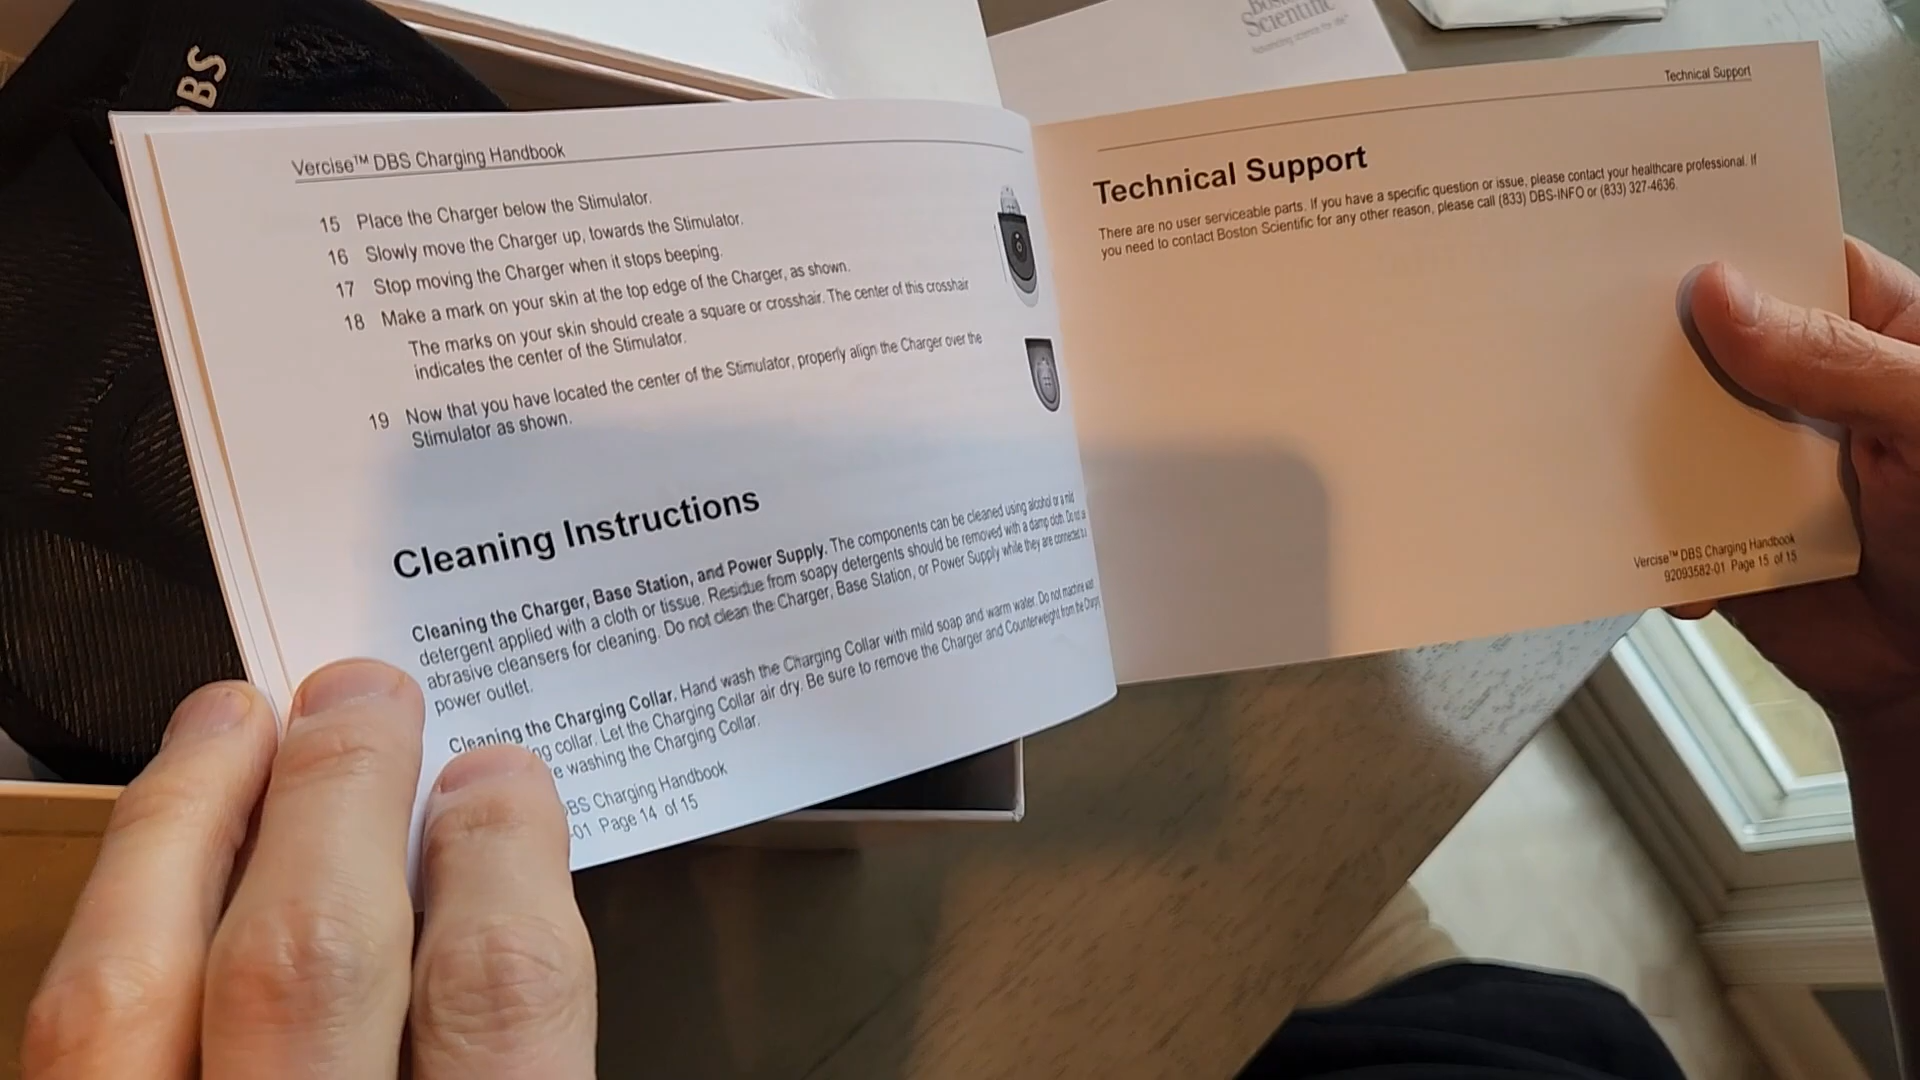 BS
Scientific
Advancing science for life™
Vercise™ DBS Charging Handbook
15 Place the Charger below the Stimulator.
16 Slowly move the Charger up, towards the Stimulator.
17 Stop moving the Charger when it stops beeping.
18 Make a mark on your skin at the top edge of the Charger, as shown.
The marks on your skin should create a square or crosshair. The center of this crosshair
indicates the center of the Stimulator.
19 Now that you have located the center of the Stimulator, properly align the Charger over the
Stimulator as shown.
Cleaning Instructions
Cleaning the Charger, Base Station, and Power Supply. The components can be cleaned using alcohol or a mild
detergent applied with a cloth or tissue. Residue from soapy detergents should be removed with a damp cloth. Do not
abrasive cleansers for cleaning. Do not clean the Charger, Base Station, or Power Supply while they are connected to a
power outlet.
Cleaning the Charging Collar. Hand wash the Charging Collar with mild soap and warm water. Do not machine wash
ng collar. Let the Charging Collar air dry. Be sure to remove the Charger and Counterweight from the
e washing the Charging Collar.
BS Charging Handbook
-01 Page 14 of 15
Technical Support
Technical Support
There are no user serviceable parts. If you have a specific question or issue, please contact your healthcare professional. If
you need to contact Boston Scientific for any other reason, please call (833) DBS-INFO or (833) 327-4636.
Vercise™ DBS Charging Handbook
92093582-01 Page 15 of 15